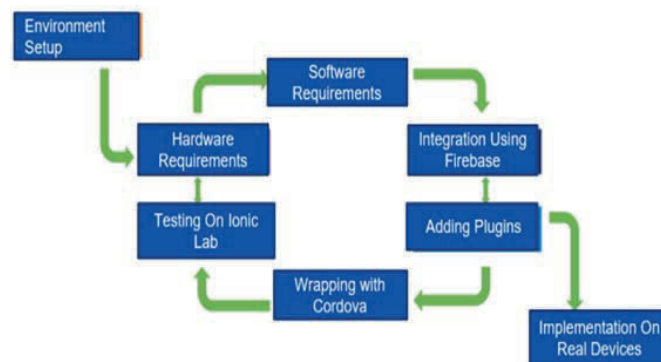 Environment
Setup
Software
Requirements
Hardware
Requirements
Integration Using
Firebase
Testing On Ionic
Lab
Adding Plugins
Wrapping with
Cordova
Implementation On
Real Devices